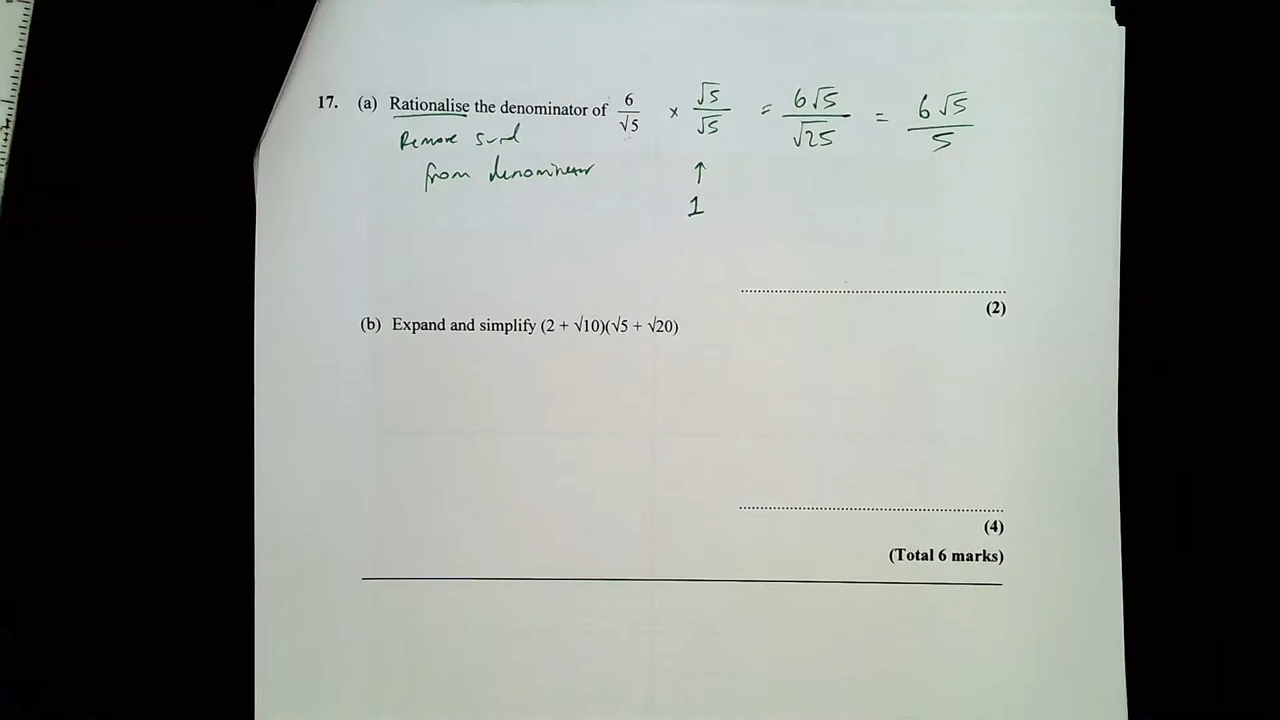 17. (a) Rationalise the denominator of 6/√5 × √5/√5 = 6√5/√25 = 6√5/5
Remove surd
from denominator ↑
1
(2)
(b) Expand and simplify (2 + √10)(√5 + √20)
(4)
(Total 6 marks)